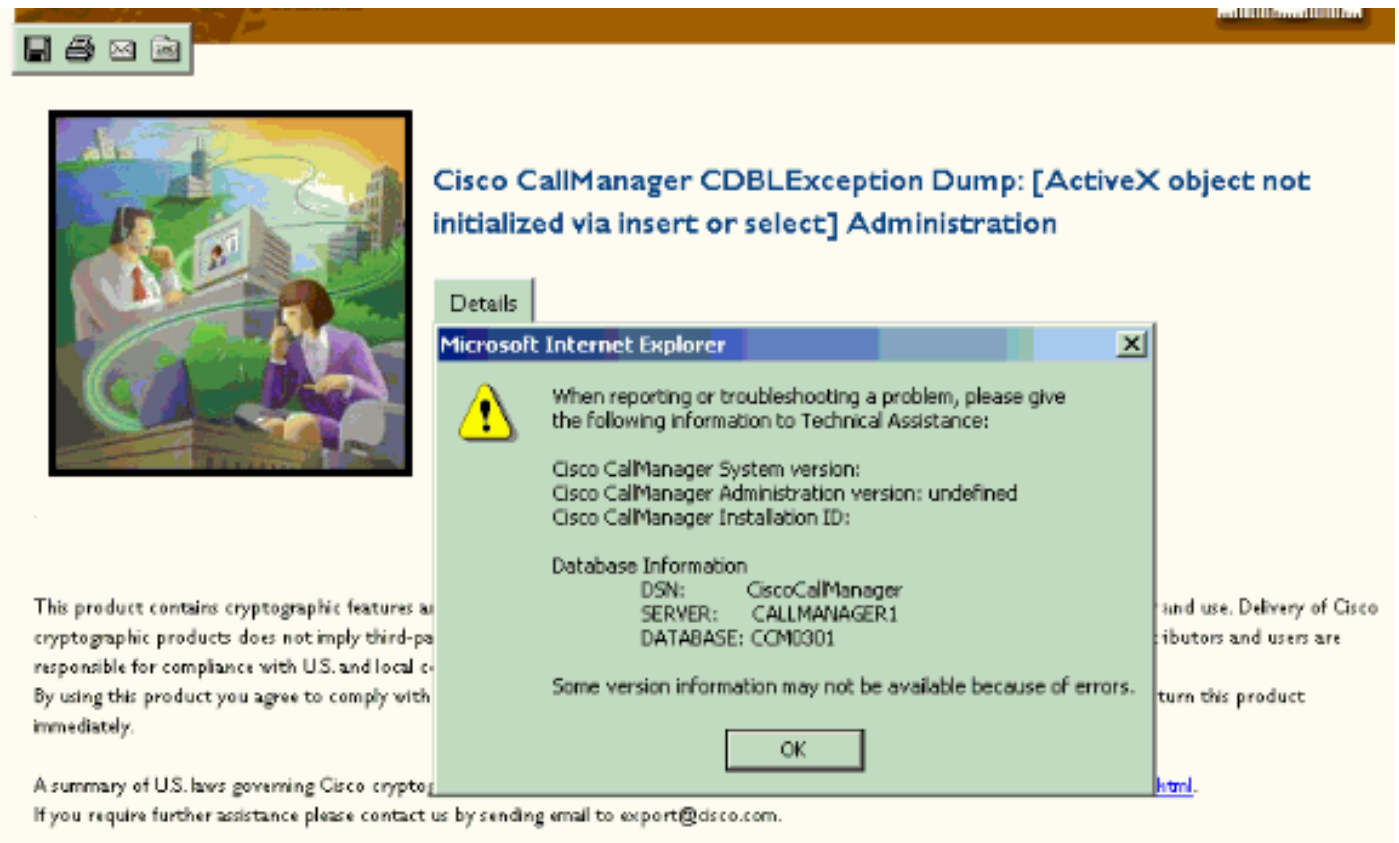 Cisco CallManager CDBLException Dump: [ActiveX object not
initialized via insert or select] Administration
Details
Microsoft Internet Explorer
When reporting or troubleshooting a problem, please give
the following information to Technical Assistance:
Cisco CallManager System version:
Cisco CallManager Administration version: undefined
Cisco CallManager Installation ID:
Database Information
DSN: CiscoCallManager
SERVER: CALLMANAGER1
DATABASE: CCM0301
Some version information may not be available because of errors.
OK
This product contains cryptographic features and use. Delivery of Cisco
cryptographic products does not imply users are
responsible for compliance with U.S. and local
By using this product you agree to comply with this product
immediately.
A summary of U.S. laws governing Cisco html.
If you require further assistance please contact us by sending email to export@cisco.com.